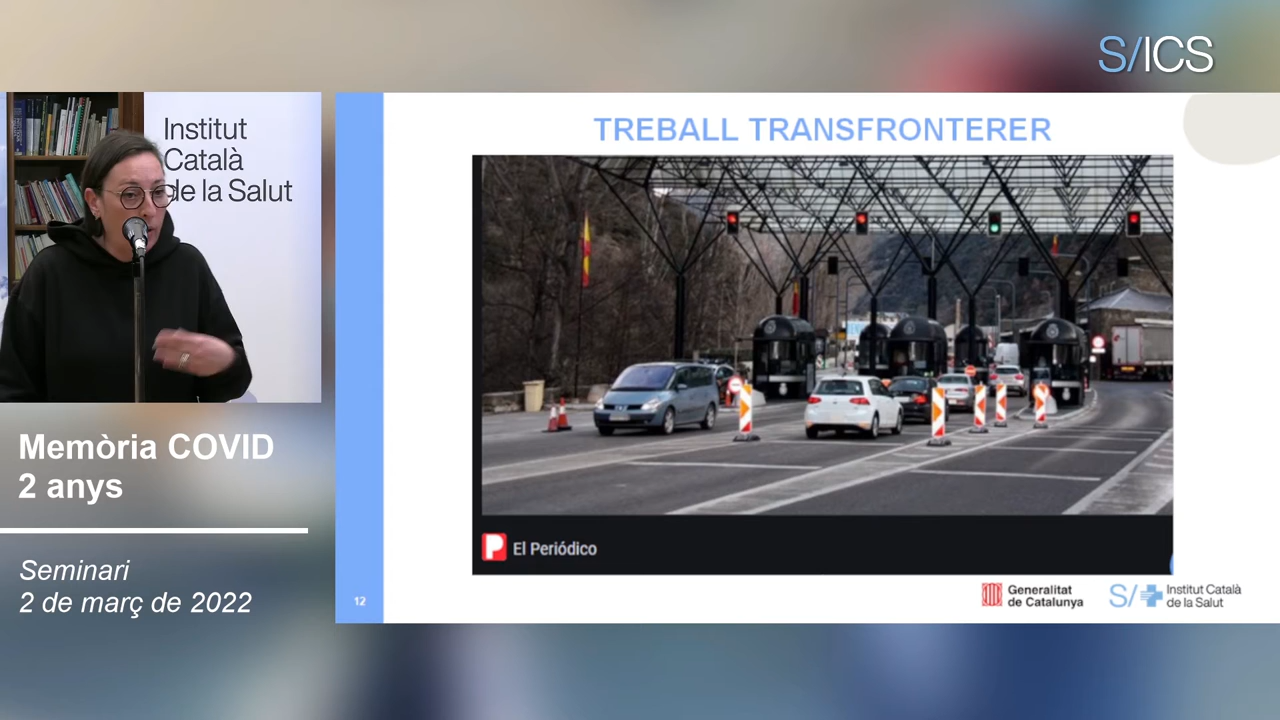 S/ICS
Institut
Català
de la Salut
TREBALL TRANSFRONTERER
El Periódico
Memòria COVID
2 anys
Seminari
2 de març de 2022
12
Generalitat
de Catalunya
S/
Institut Català
de la Salut